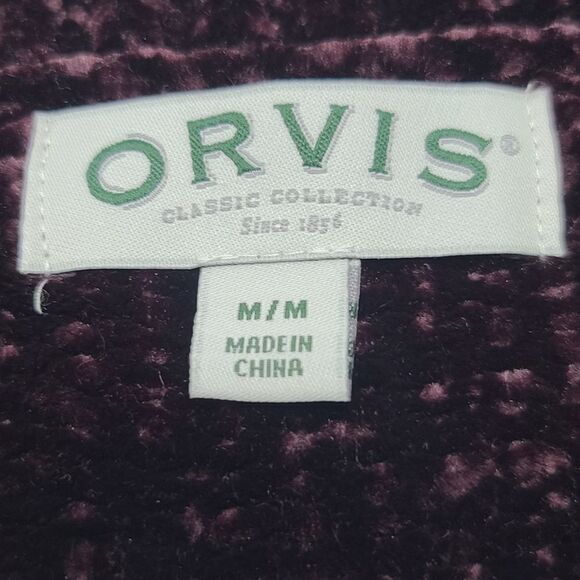 ORVIS®
CLASSIC COLLECTION
Since 1856
M/M
MADE IN
CHINA